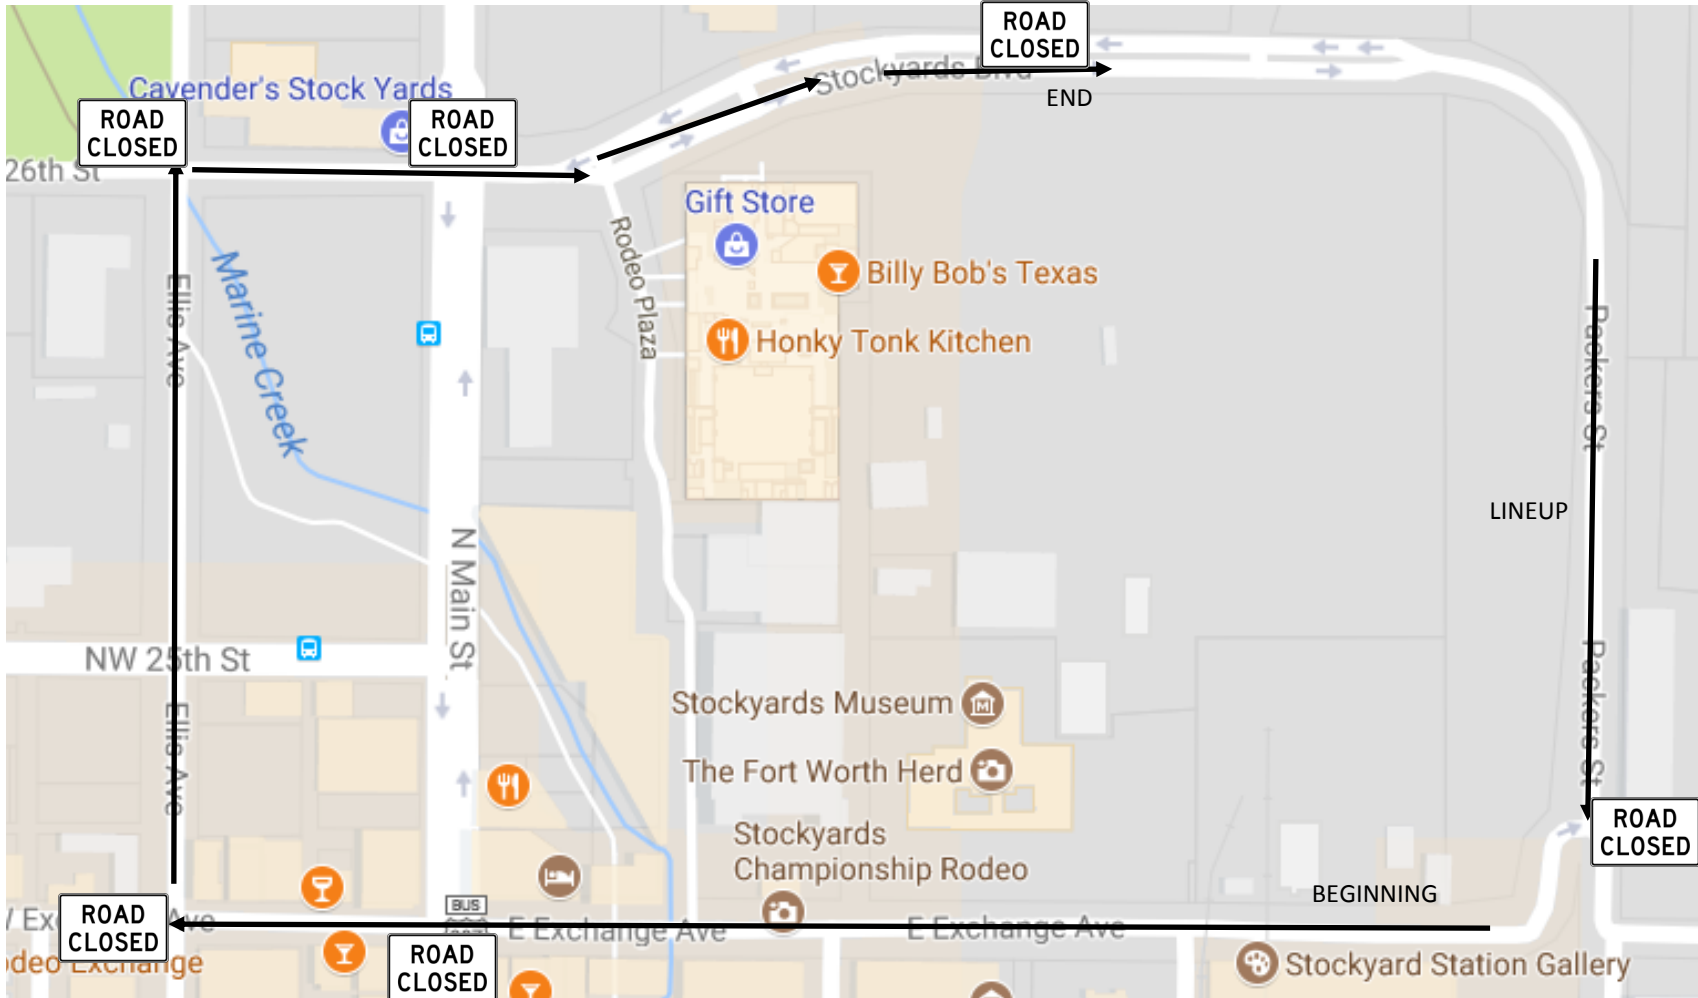 ROAD
CLOSED
Cavender's Stock Yards
ROAD
CLOSED
ROAD
CLOSED
Stockyards Blvd
END
26th St
Gift Store
Rodeo Plaza
Billy Bob's Texas
Honky Tonk Kitchen
Ellis Ave
Marine Creek
Packers St
LINEUP
N Main St
NW 25th St
Packers St
Stockyards Museum
Ellis Ave
The Fort Worth Herd
Stockyards
Championship Rodeo
ROAD
CLOSED
BEGINNING
BUS
ROAD
CLOSED
Ave
E Exchange Ave
E Exchange Ave
ROAD
CLOSED
Exchange
Stockyard Station Gallery